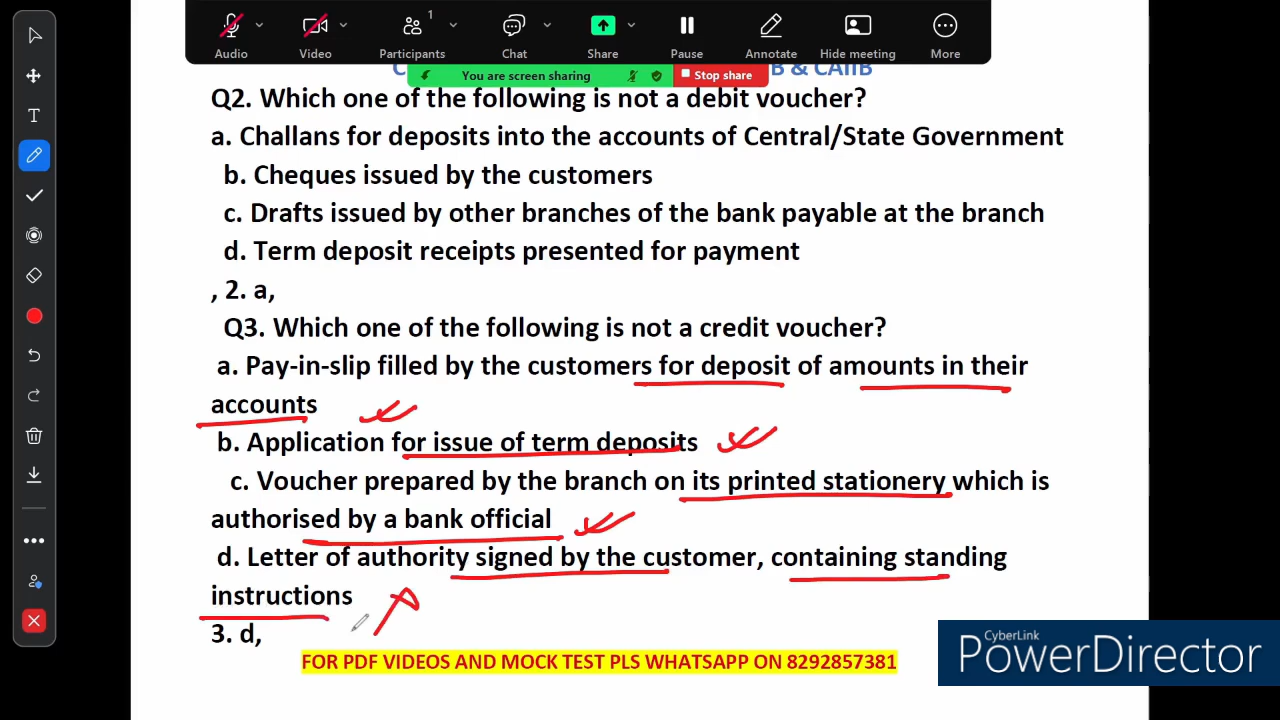 1
Audio Video Participants Chat Share Pause Annotate Hide meeting More
You are screen sharing Stop share
B & CAIIB
Q2. Which one of the following is not a debit voucher?
a. Challans for deposits into the accounts of Central/State Government
b. Cheques issued by the customers
c. Drafts issued by other branches of the bank payable at the branch
d. Term deposit receipts presented for payment
, 2. a,
Q3. Which one of the following is not a credit voucher?
a. Pay-in-slip filled by the customers for deposit of amounts in their
accounts
b. Application for issue of term deposits
c. Voucher prepared by the branch on its printed stationery which is
authorised by a bank official
d. Letter of authority signed by the customer, containing standing
instructions
3. d,
FOR PDF VIDEOS AND MOCK TEST PLS WHATSAPP ON 8292857381
CyberLink
PowerDirector